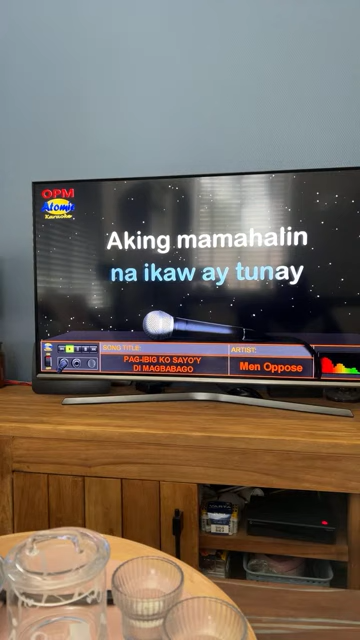 OPM
Atomic
Karaoke
Aking mamahalin
na ikaw ay tunay
SONG TITLE:
PAG-IBIG KO SAYO'Y
DI MAGBABAGO
ARTIST:
Men Oppose